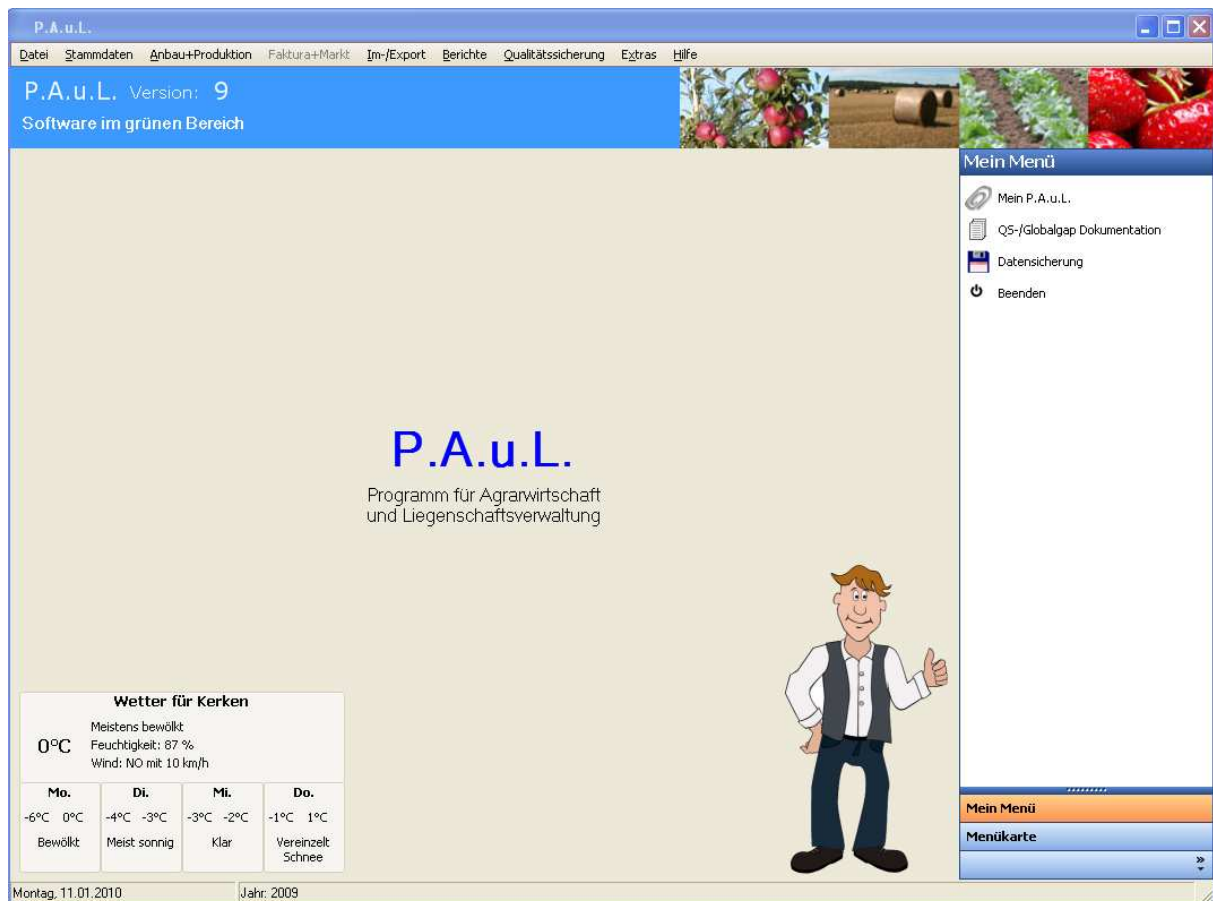 P.A.u.L.
Datei Stammdaten Anbau+Produktion Faktura+Markt Im-/Export Berichte Qualitätssicherung Extras Hilfe
P.A.u.L. Version: 9
Software im grünen Bereich
Mein Menü
Mein P.A.u.L.
QS-/Globalgap Dokumentation
Datensicherung
Beenden
P.A.u.L.
Programm für Agrarwirtschaft
und Liegenschaftsverwaltung
Wetter für Kerken
0°C
Meistens bewölkt
Feuchtigkeit: 87 %
Wind: NO mit 10 km/h
Mo. Di. Mi. Do.
-6°C 0°C -4°C -3°C -3°C -2°C -1°C 1°C
Bewölkt Meist sonnig Klar Vereinzelt
Schnee
Mein Menü
Menükarte
Montag, 11.01.2010 Jahr: 2009